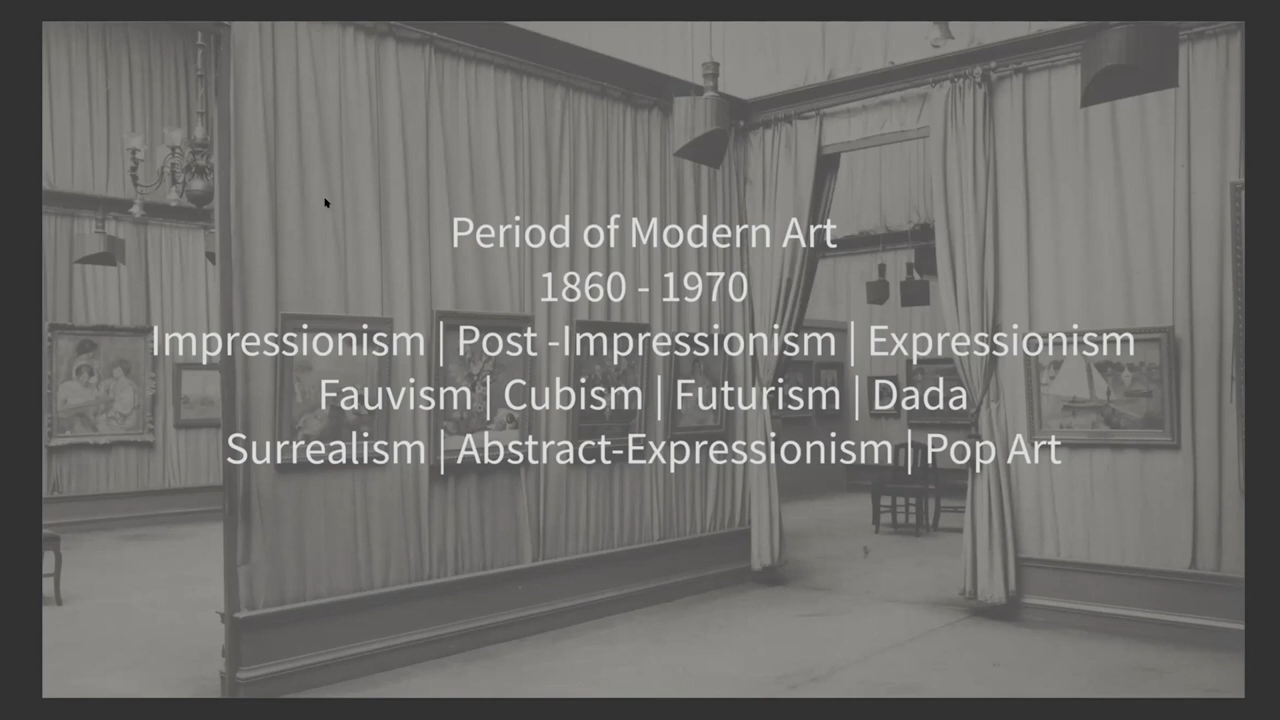 Period of Modern Art
1860 - 1970
Impressionism | Post -Impressionism | Expressionism
Fauvism | Cubism | Futurism | Dada
Surrealism | Abstract-Expressionism | Pop Art